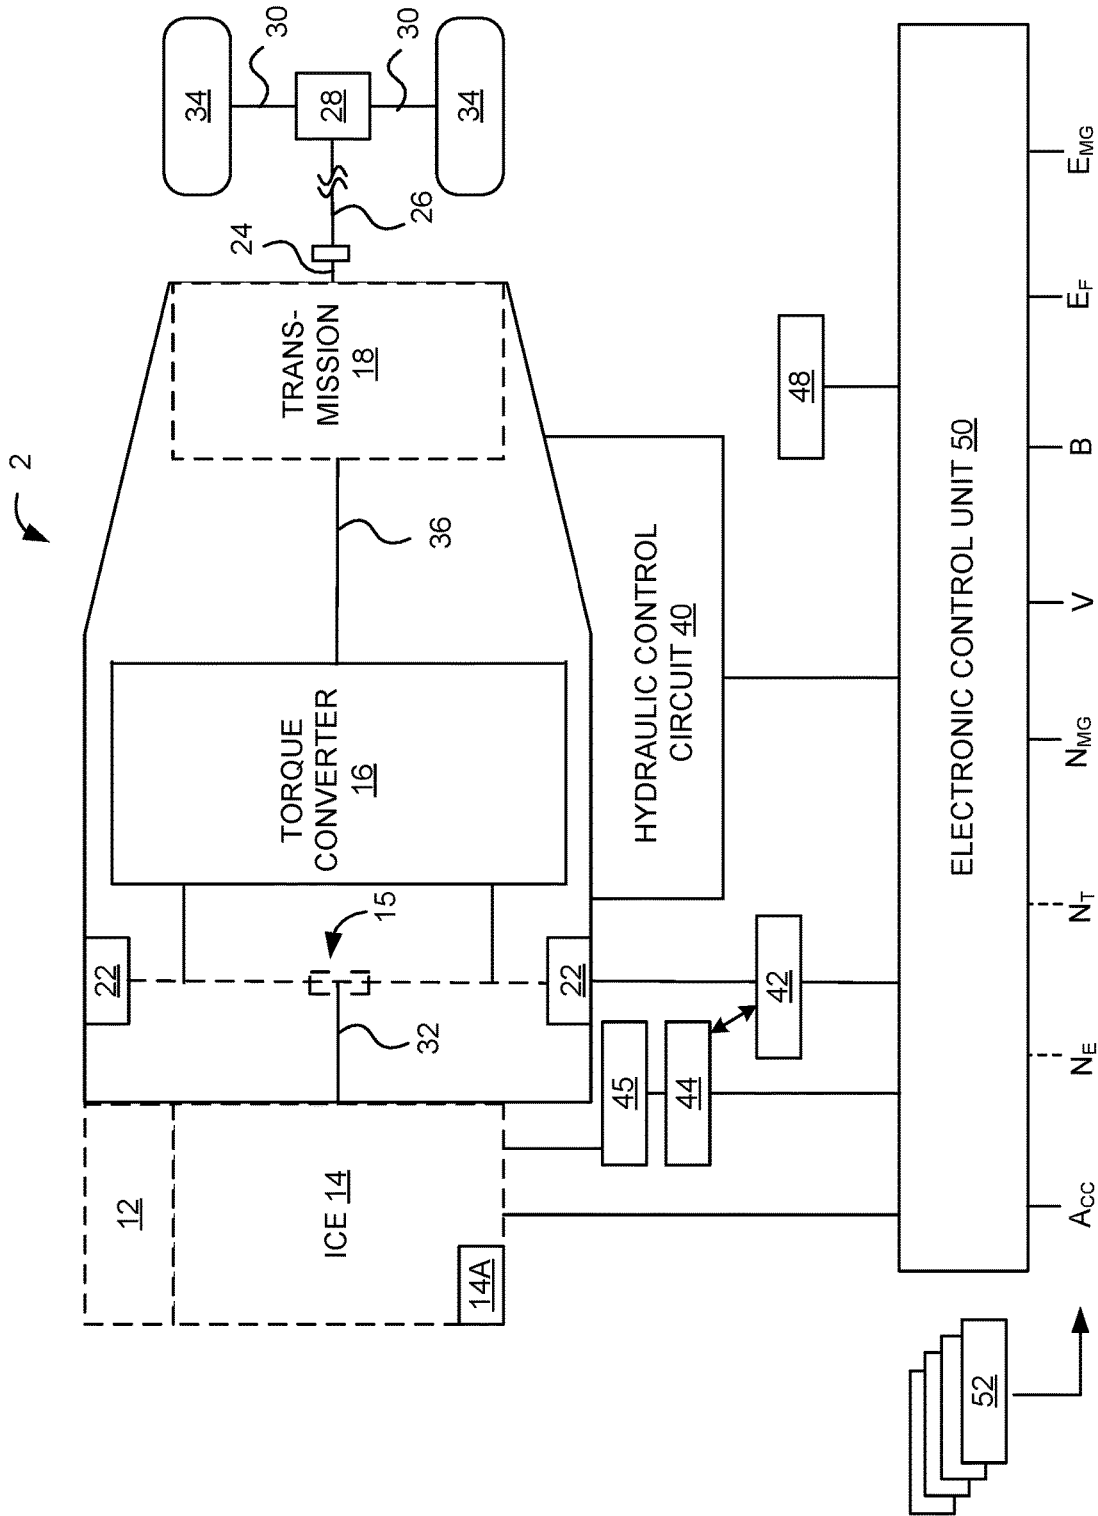 2
12
ICE 14
14A
22
22
15
32
TORQUE
CONVERTER
16
36
TRANS-
MISSION
18
24
26
28
30
30
34
34
HYDRAULIC CONTROL
CIRCUIT 40
45
44
42
48
ELECTRONIC CONTROL UNIT 50
52
ACC
NE
NT
NMG
V
B
EF
EMG